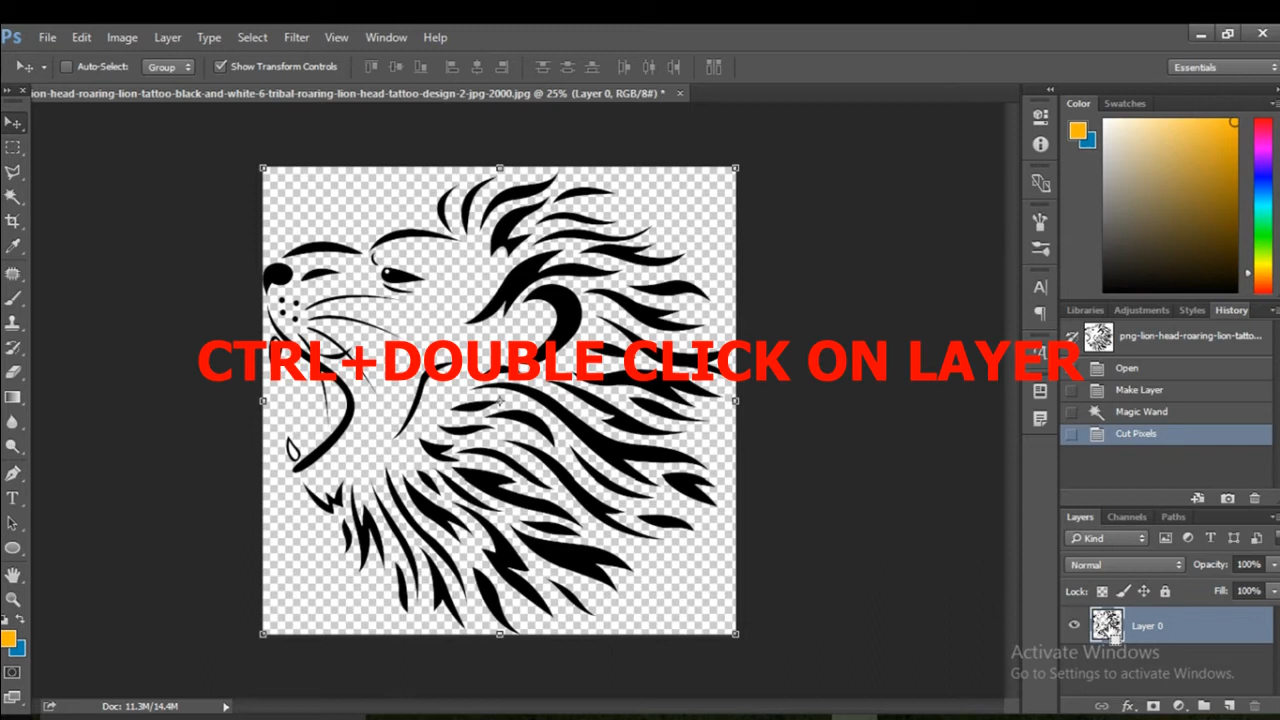 Ps File Edit Image Layer Type Select Filter View Window Help
Auto-Select: Group Show Transform Controls Essentials
ion-head-roaring-lion-tattoo-black-and-white-6-tribal-roaring-lion-head-tattoo-design-2-jpg-2000.jpg @ 25% (Layer 0, RGB/8#) *
Color Swatches
Libraries Adjustments Styles History
png-lion-head-roaring-lion-tatto...
Open
Make Layer
Magic Wand
Cut Pixels
CTRL+DOUBLE CLICK ON LAYER
Layers Channels Paths
Kind
Normal Opacity: 100%
Lock: Fill: 100%
Layer 0
Activate Windows
Go to Settings to activate Windows.
Doc: 11.3M/14.4M